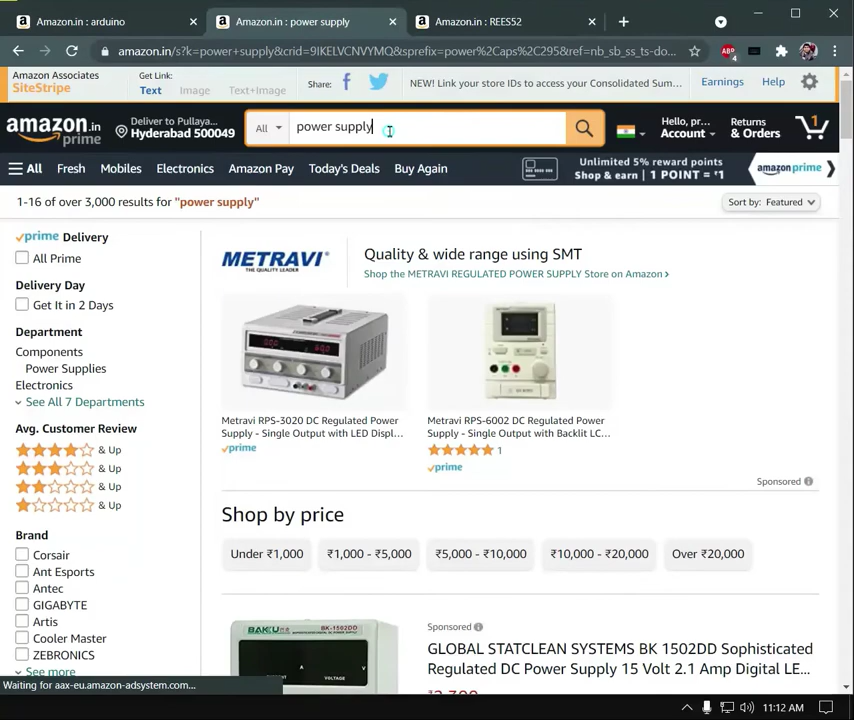 Amazon.in : arduino
Amazon.in : power supply
Amazon.in : REES52
amazon.in/s?k=power+supply&crid=9IKELVCNVYMQ&sprefix=power%2Caps%2C295&ref=nb_sb_ss_ts-do...
ABP
4
Amazon Associates
SiteStripe
Get Link:
Text
Image
Text+Image
Share:
NEW! Link your store IDs to access your Consolidated Sum...
Earnings
Help
amazon.in
prime
Deliver to Pullaya...
Hyderabad 500049
All
power supply
Hello, pr...
Account
Returns
& Orders
1
All
Fresh
Mobiles
Electronics
Amazon Pay
Today's Deals
Buy Again
Unlimited 5% reward points
Shop & earn | 1 POINT = ₹1
amazon prime
1-16 of over 3,000 results for "power supply"
Sort by: Featured
prime Delivery
All Prime
Delivery Day
Get It in 2 Days
Department
Components
Power Supplies
Electronics
See All 7 Departments
Avg. Customer Review
& Up
& Up
& Up
& Up
Brand
Corsair
Ant Esports
Antec
GIGABYTE
Artis
Cooler Master
ZEBRONICS
See more
METRAVI
THE QUALITY LEADER
Quality & wide range using SMT
Shop the METRAVI REGULATED POWER SUPPLY Store on Amazon
Metravi RPS-3020 DC Regulated Power
Supply - Single Output with LED Displ...
prime
Metravi RPS-6002 DC Regulated Power
Supply - Single Output with Backlit LC...
1
prime
Sponsored
Shop by price
Under ₹1,000
₹1,000 - ₹5,000
₹5,000 - ₹10,000
₹10,000 - ₹20,000
Over ₹20,000
BAKU
BK-1502DD
A
VOLTAGE
V
Sponsored
GLOBAL STATCLEAN SYSTEMS BK 1502DD Sophisticated
Regulated DC Power Supply 15 Volt 2.1 Amp Digital LE...
Waiting for aax-eu.amazon-adsystem.com...
11:12 AM